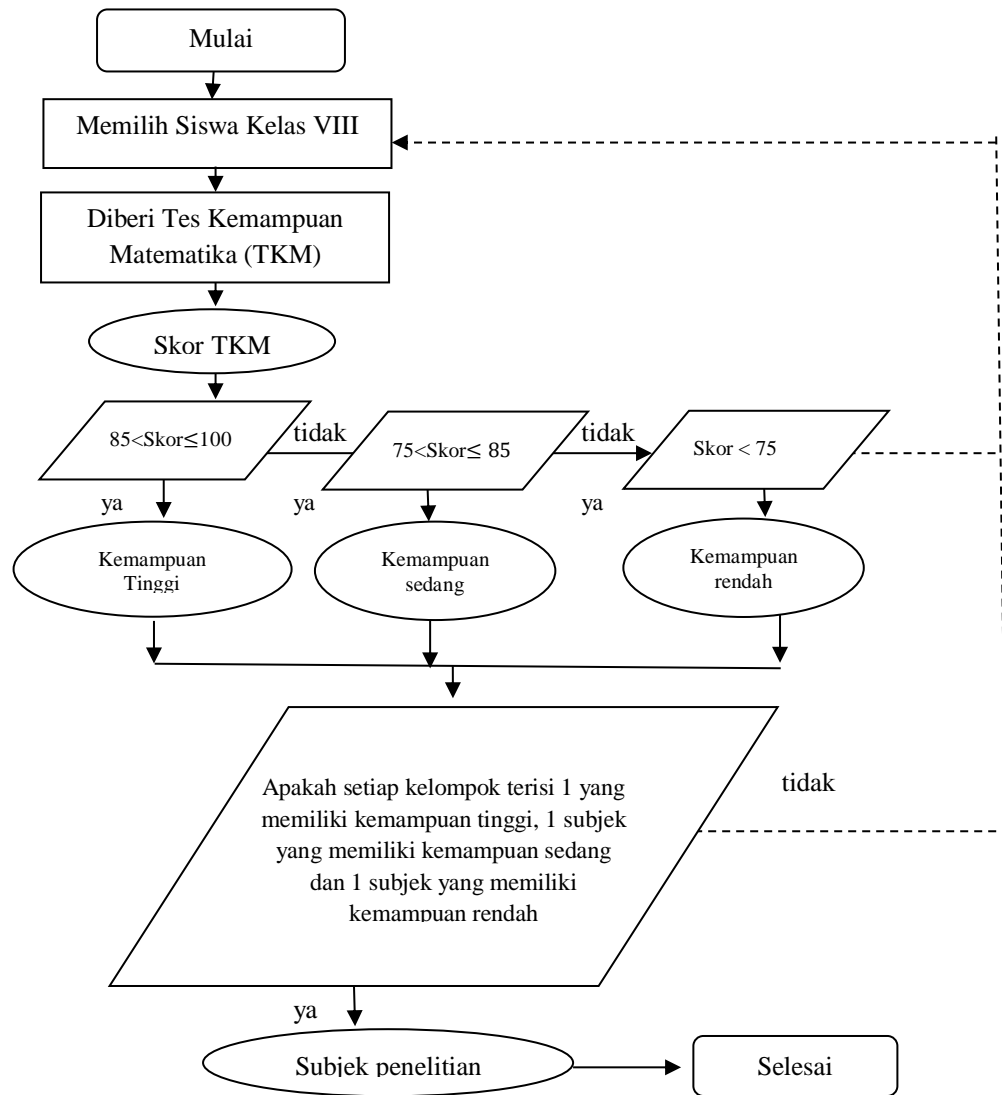 Mulai
Memilih Siswa Kelas VIII
Diberi Tes Kemampuan
Matematika (TKM)
Skor TKM
85<Skor≤100
tidak
75<Skor≤ 85
tidak
Skor < 75
ya
ya
ya
Kemampuan
Tinggi
Kemampuan
sedang
Kemampuan
rendah
Apakah setiap kelompok terisi 1 yang
memiliki kemampuan tinggi, 1 subjek
yang memiliki kemampuan sedang
dan 1 subjek yang memiliki
kemampuan rendah
tidak
ya
Subjek penelitian
Selesai